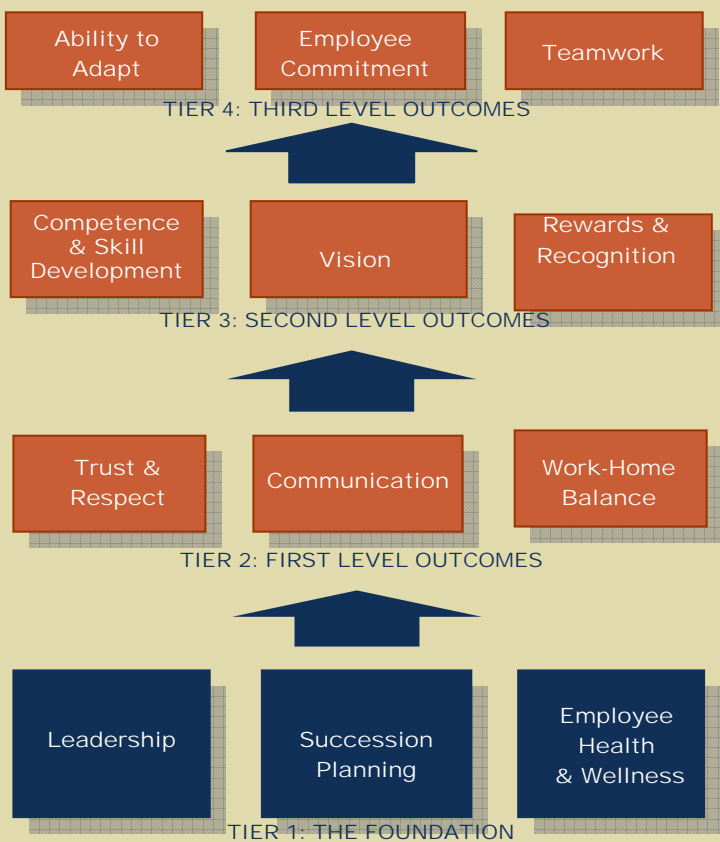 Ability to
Adapt
Employee
Commitment
Teamwork
TIER 4: THIRD LEVEL OUTCOMES
Competence
& Skill
Development
Vision
Rewards &
Recognition
TIER 3: SECOND LEVEL OUTCOMES
Trust &
Respect
Communication
Work-Home
Balance
TIER 2: FIRST LEVEL OUTCOMES
Leadership
Succession
Planning
Employee
Health
& Wellness
TIER 1: THE FOUNDATION